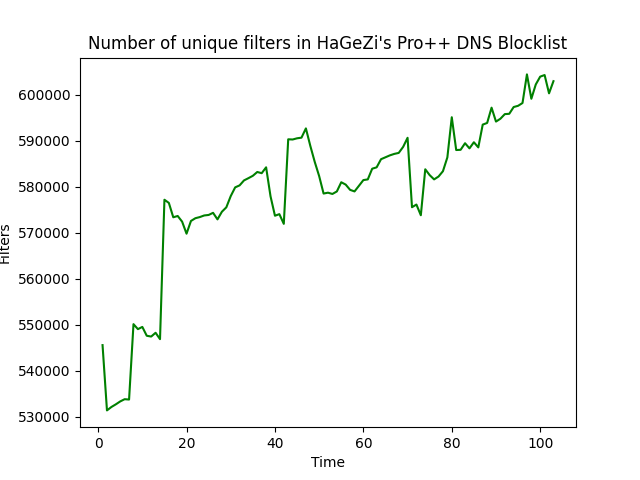 Number of unique filters in HaGeZi's Pro++ DNS Blocklist
600000
590000
580000
570000
560000
550000
540000
530000
Filters
0 20 40 60 80 100
Time